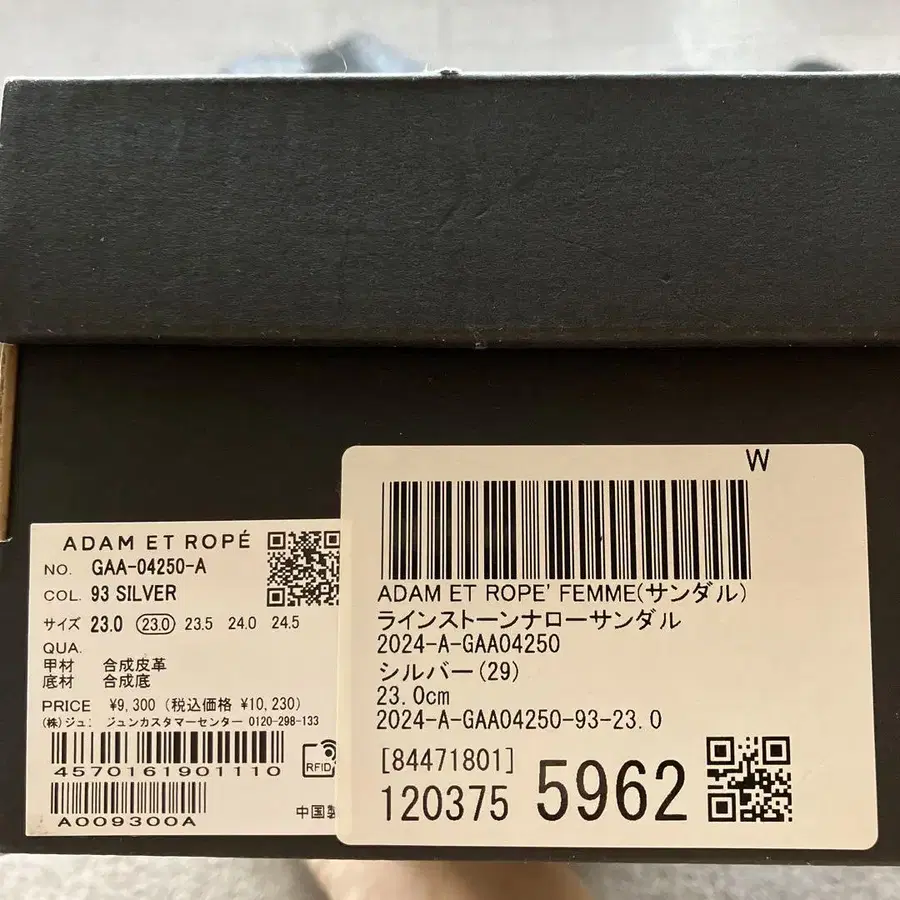 ADAM ET ROPÉ
NO. GAA-04250-A
COL. 93 SILVER
サイズ 23.0 23.0 23.5 24.0 24.5
QUA.
甲材 合成皮革
底材 合成底
PRICE ¥9,300 (税込価格 ¥10,230)
(株)ジュ: ジュンカスタマーセンター 0120-298-133
4570161901110
RFID
A009300A
中国製
W
ADAM ET ROPE' FEMME(サンダル)
ラインストーンナローサンダル
2024-A-GAA04250
シルバー(29)
23.0cm
2024-A-GAA04250-93-23.0
[84471801]
120375 5962